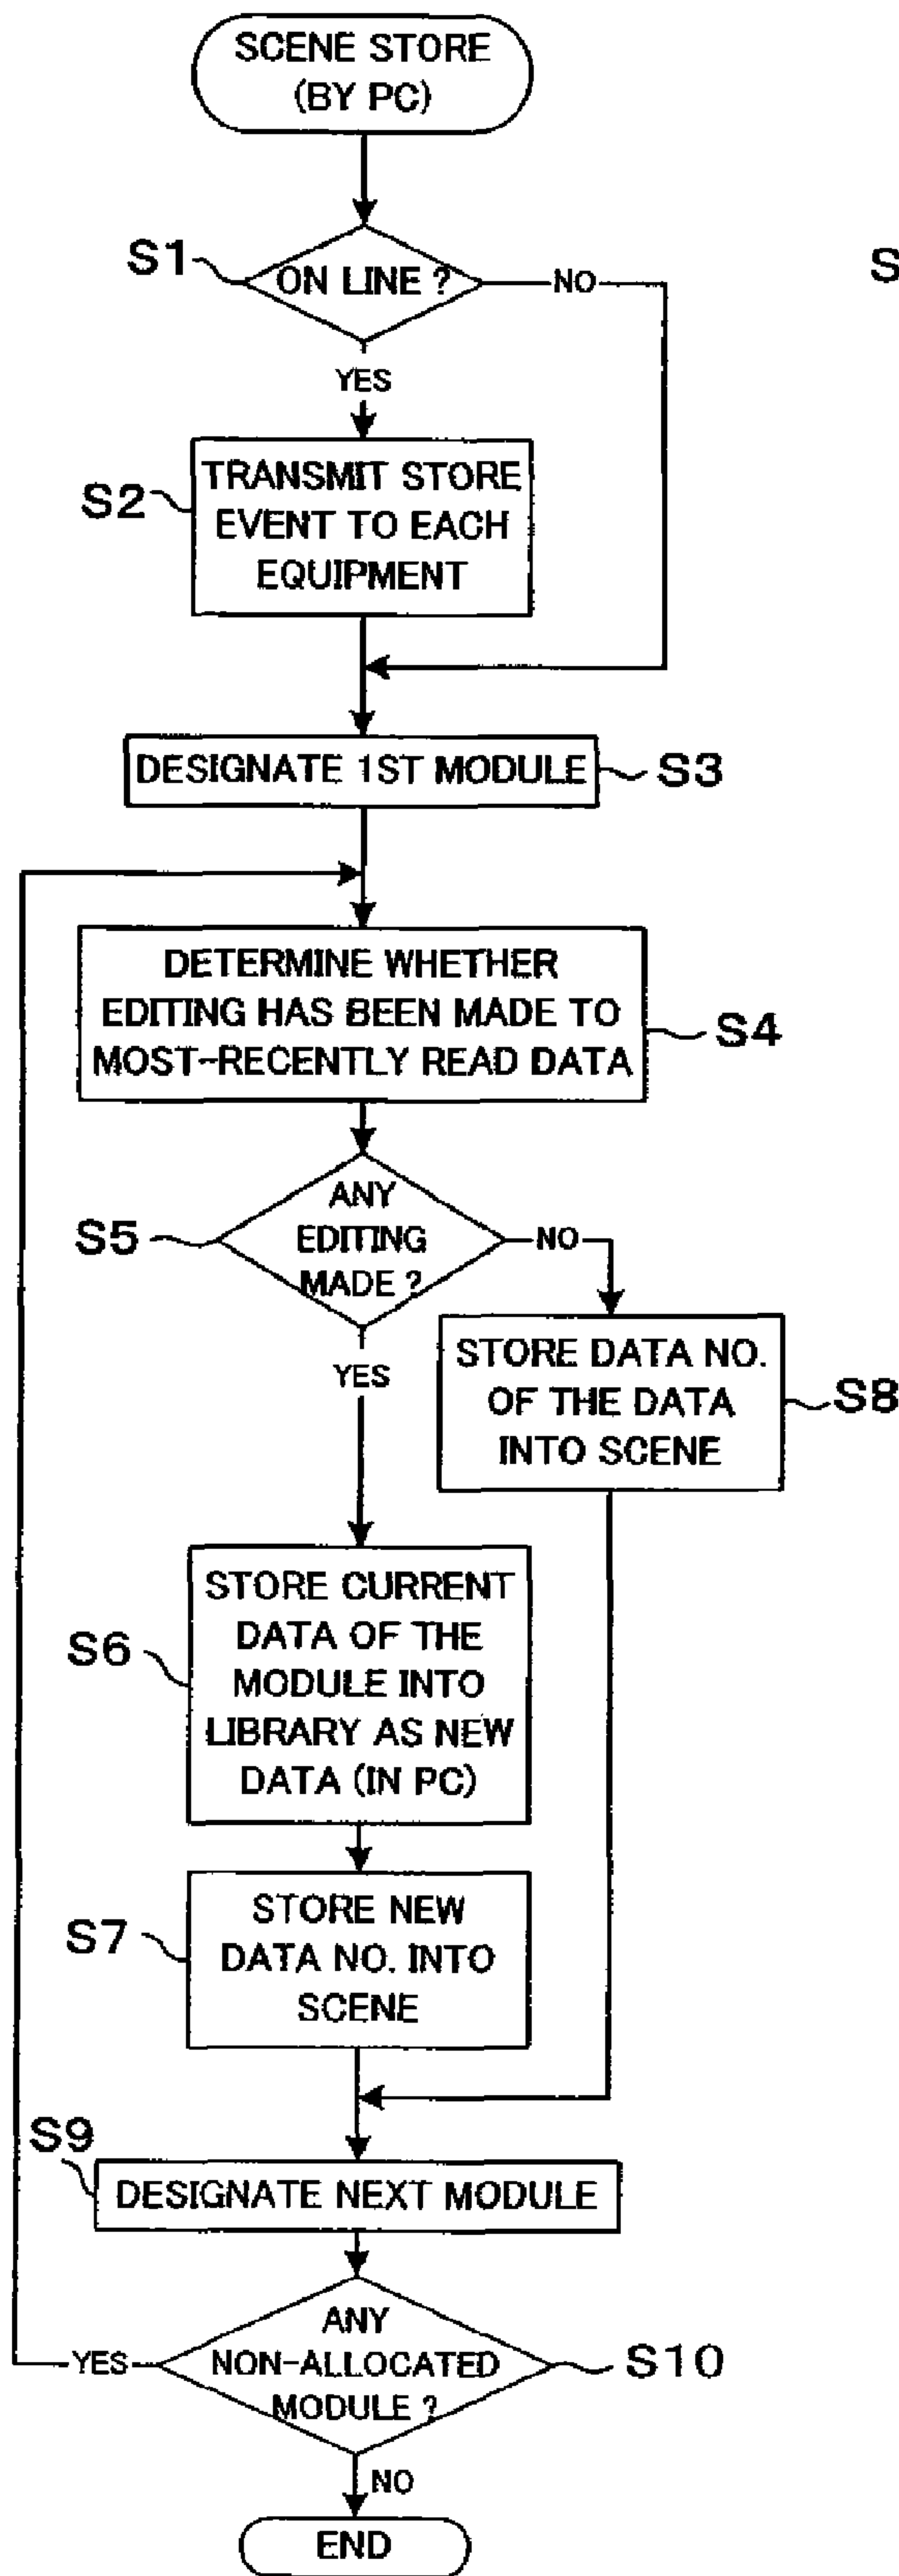 SCENE STORE
(BY PC)
S1
ON LINE ?
NO
S
YES
S2
TRANSMIT STORE
EVENT TO EACH
EQUIPMENT
DESIGNATE 1ST MODULE
S3
DETERMINE WHETHER
EDITING HAS BEEN MADE TO
MOST-RECENTLY READ DATA
S4
S5
ANY
EDITING
MADE ?
NO
YES
STORE DATA NO.
OF THE DATA
INTO SCENE
S8
S6
STORE CURRENT
DATA OF THE
MODULE INTO
LIBRARY AS NEW
DATA (IN PC)
S7
STORE NEW
DATA NO. INTO
SCENE
S9
DESIGNATE NEXT MODULE
YES
ANY
NON-ALLOCATED
MODULE ?
S10
NO
END